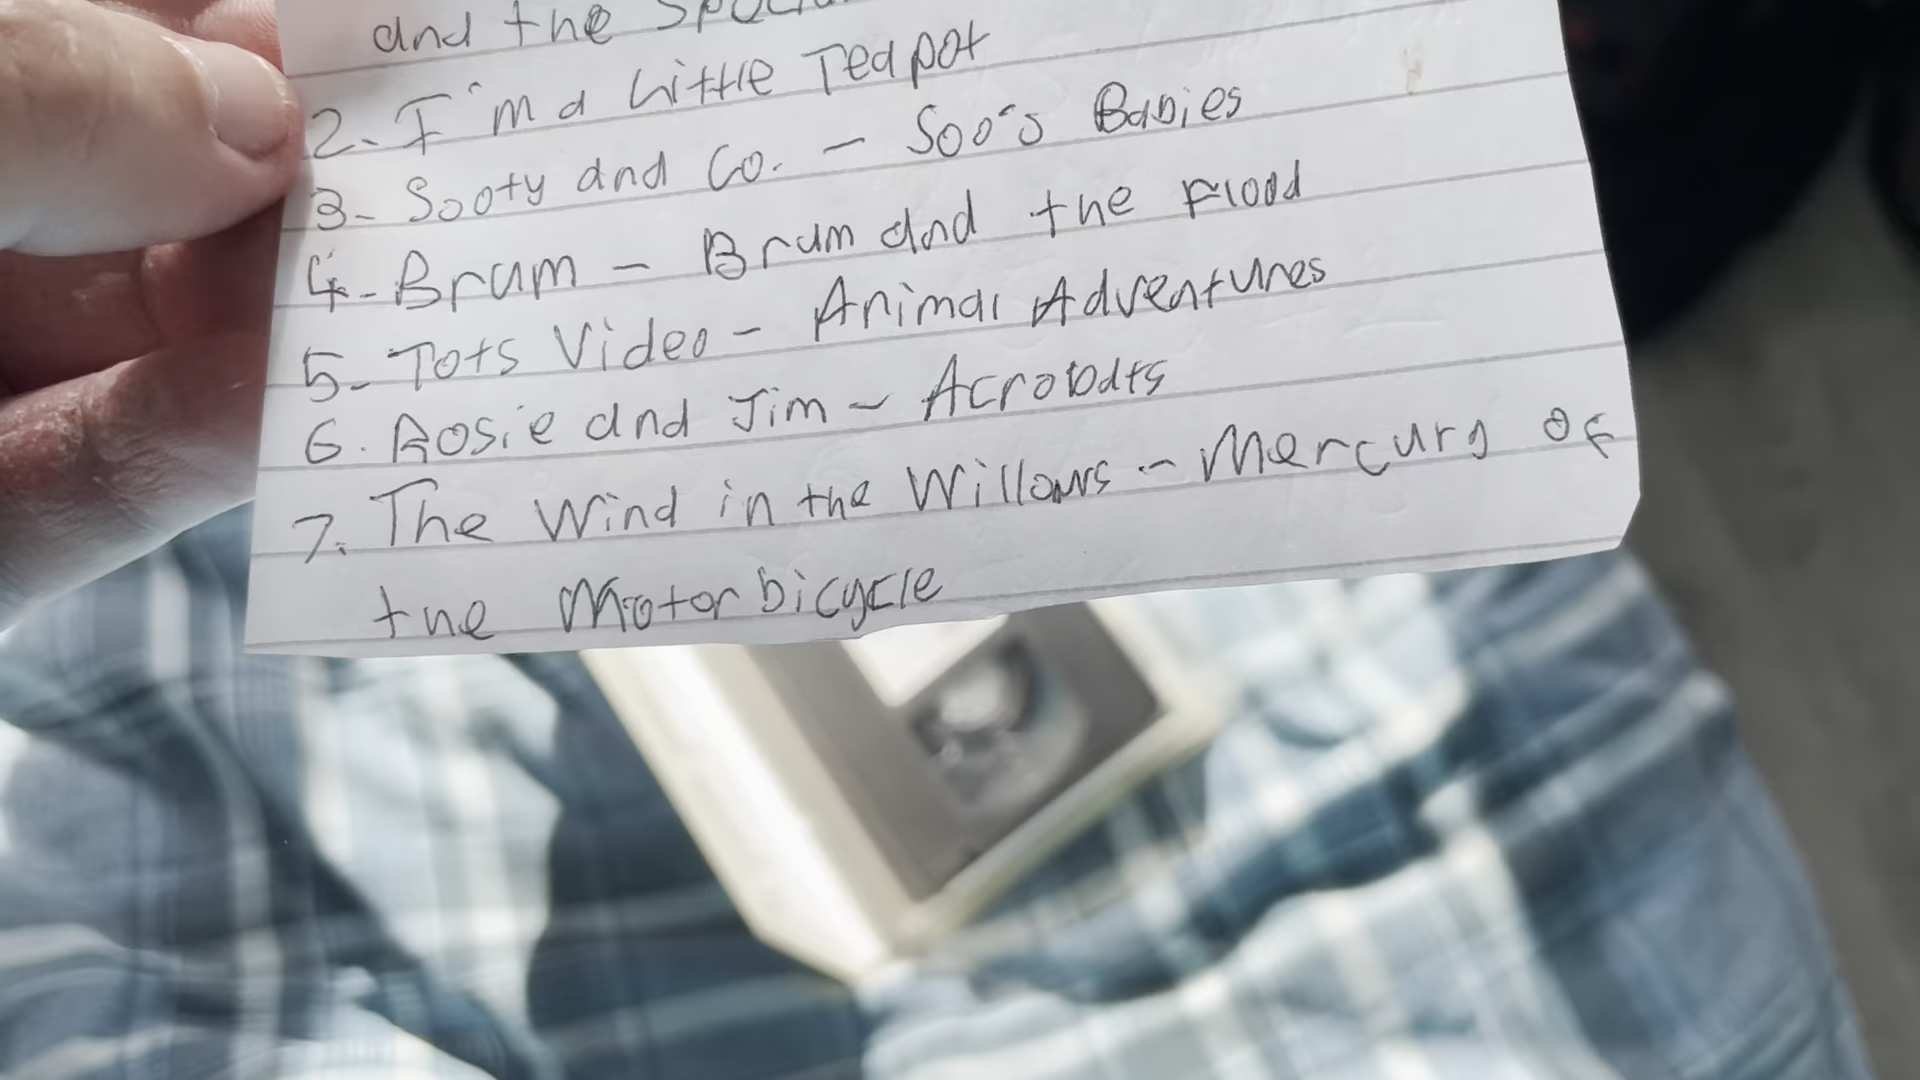 and the
2. I'm a Little Teapot
3- Sooty and Co. - Soo's Babies
4- Brum - Brum and the Flood
5- Tots Video - Animal Adventures
6. Rosie and Jim - Acrobats
7. The Wind in the Willows - Mercury of
the Motorbicycle